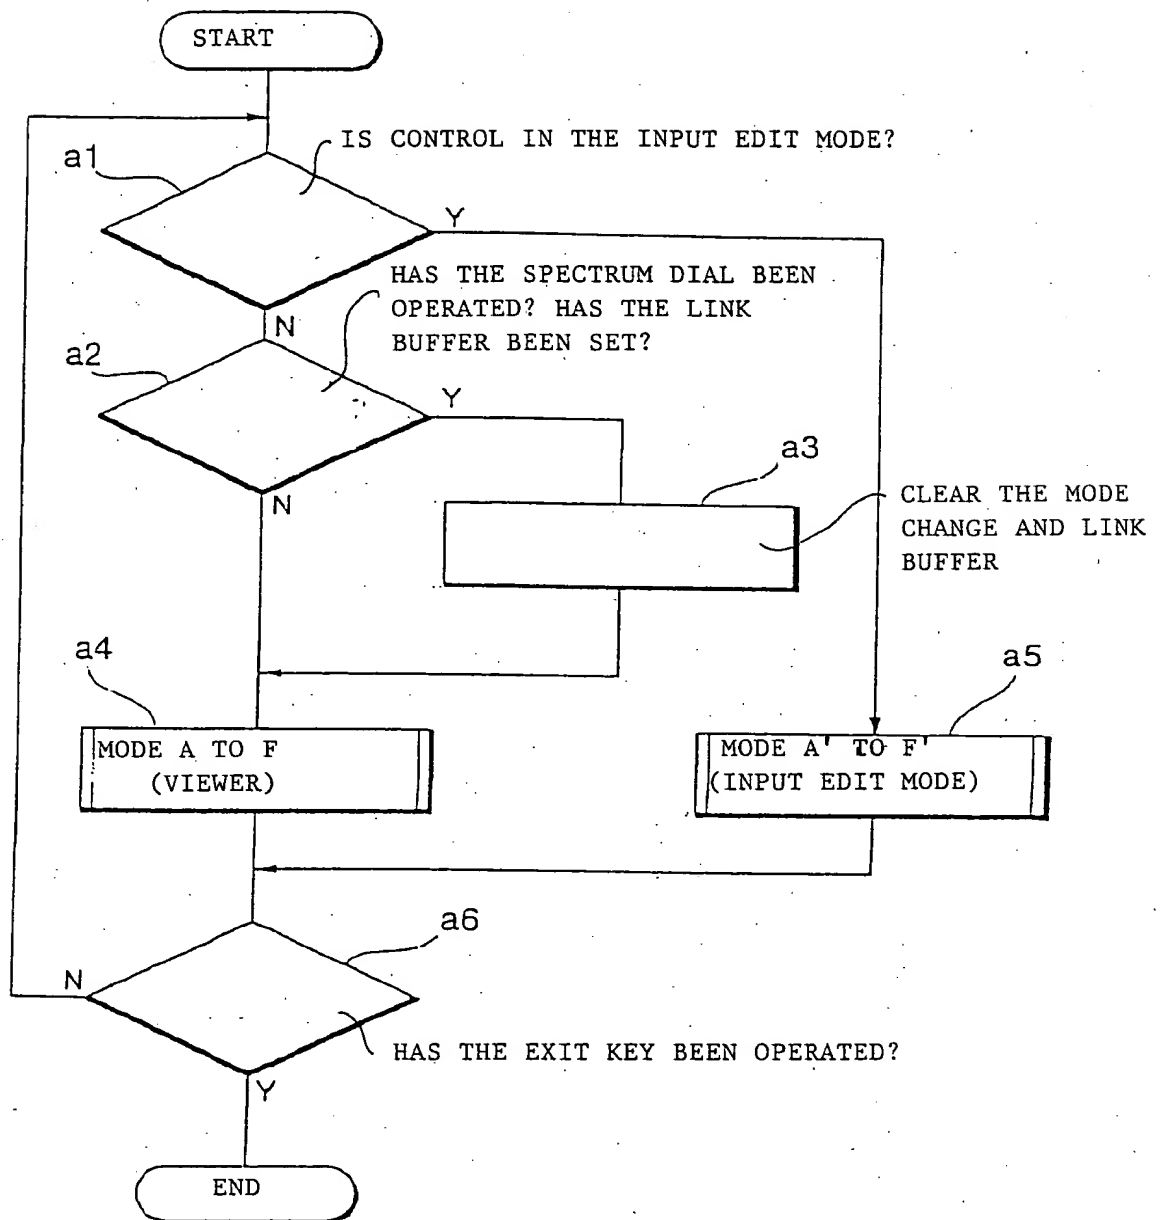 START
IS CONTROL IN THE INPUT EDIT MODE?
a1
Y
HAS THE SPECTRUM DIAL BEEN
OPERATED? HAS THE LINK
BUFFER BEEN SET?
N
a2
Y
a3
N
CLEAR THE MODE
CHANGE AND LINK
BUFFER
a4
a5
MODE A TO F
(VIEWER)
MODE A' TO F'
(INPUT EDIT MODE)
a6
N
HAS THE EXIT KEY BEEN OPERATED?
Y
END